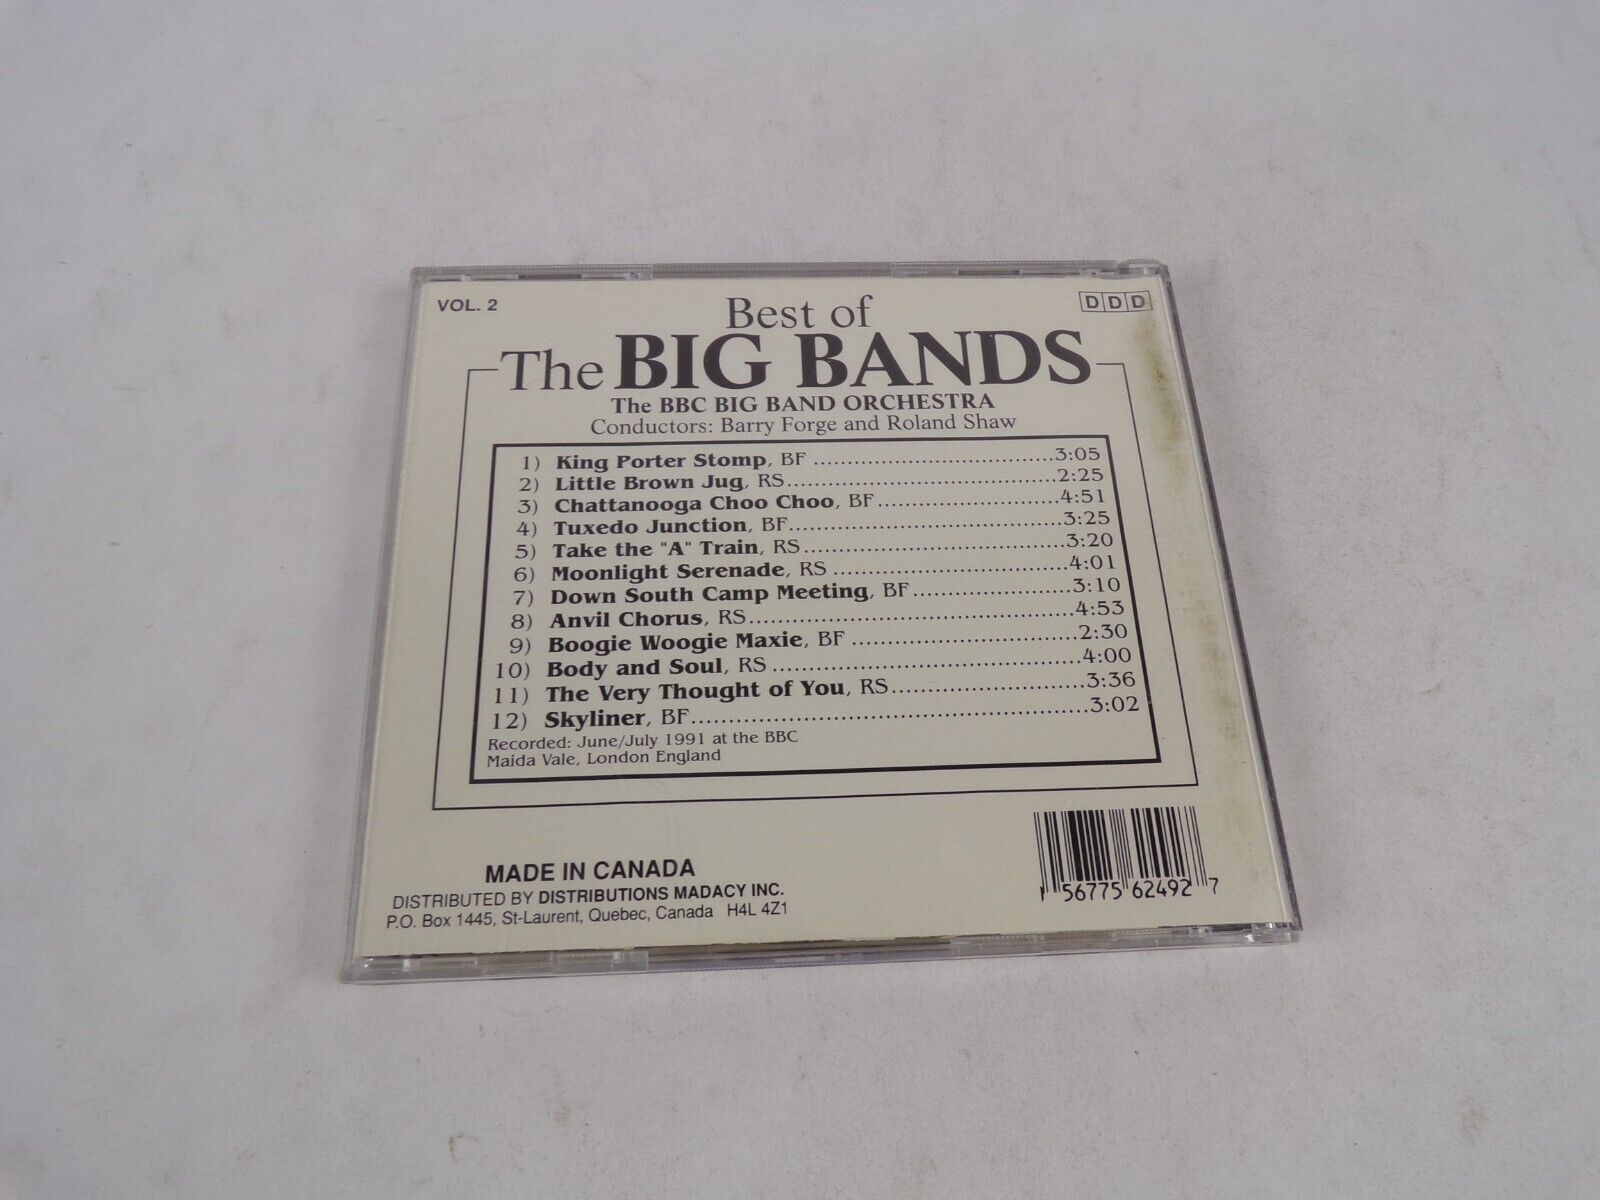 VOL. 2
DDD
Best of
The BIG BANDS
The BBC BIG BAND ORCHESTRA
Conductors: Barry Forge and Roland Shaw
1) King Porter Stomp, BF ....................................3:05
2) Little Brown Jug, RS........................................2:25
3) Chattanooga Choo Choo, BF...........................4:51
4) Tuxedo Junction, BF........................................3:25
5) Take the "A" Train, RS.......................................3:20
6) Moonlight Serenade, RS ...................................4:01
7) Down South Camp Meeting, BF.......................3:10
8) Anvil Chorus, RS................................................4:53
9) Boogie Woogie Maxie, BF .................................2:30
10) Body and Soul, RS.............................................4:00
11) The Very Thought of You, RS............................3:36
12) Skyliner, BF.........................................................3:02
Recorded: June/July 1991 at the BBC
Maida Vale, London England
MADE IN CANADA
DISTRIBUTED BY DISTRIBUTIONS MADACY INC.
P.O. Box 1445, St-Laurent, Quebec, Canada H4L 4Z1
56775 62492 7